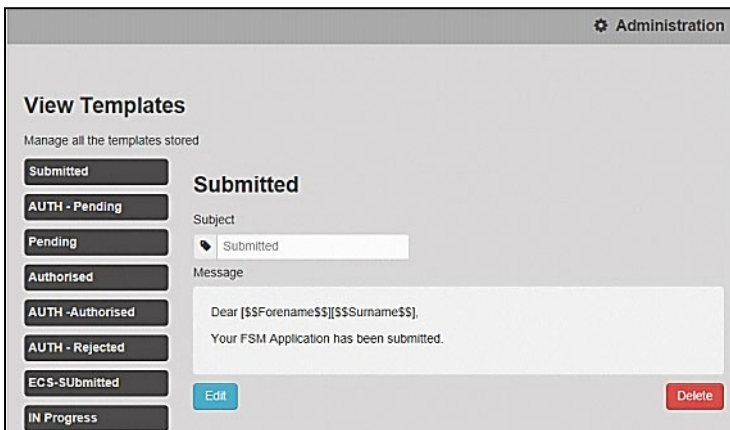 Administration
View Templates
Manage all the templates stored
Submitted
AUTH - Pending
Pending
Authorised
AUTH -Authorised
AUTH - Rejected
ECS-SUbmitted
IN Progress
Submitted
Subject
Submitted
Message
Dear [$$Forename$$][$$Surname$$],
Your FSM Application has been submitted.
Edit
Delete